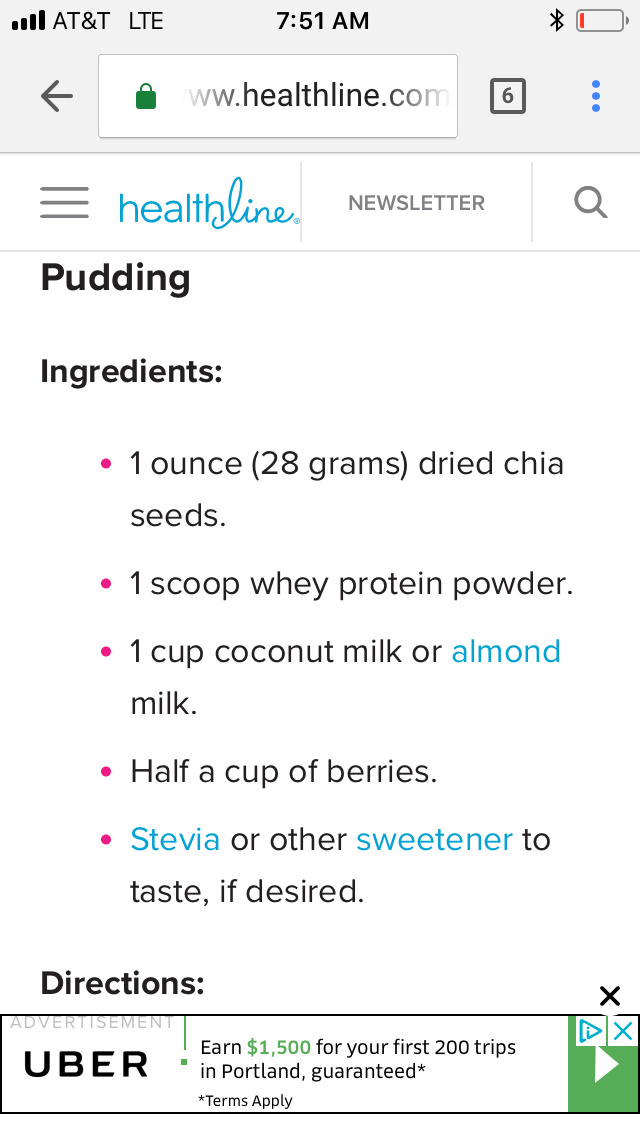 AT&T LTE 7:51 AM
ww.healthline.com 6
healthline NEWSLETTER
Pudding
Ingredients:
• 1 ounce (28 grams) dried chia
seeds.
• 1 scoop whey protein powder.
• 1 cup coconut milk or almond
milk.
• Half a cup of berries.
• Stevia or other sweetener to
taste, if desired.
Directions:
ADVERTISEMENT
UBER
Earn $1,500 for your first 200 trips
in Portland, guaranteed*
*Terms Apply